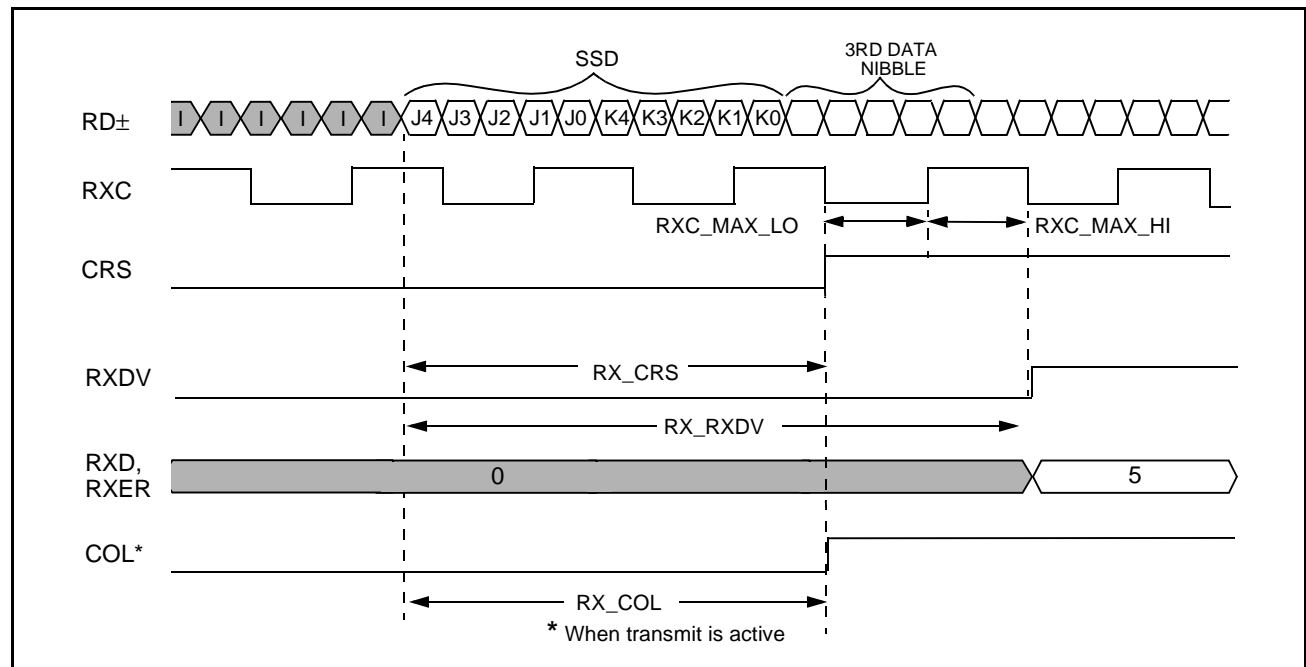 SSD
3RD DATA
NIBBLE
RD± I I I I I I J4 J3 J2 J1 J0 K4 K3 K2 K1 K0
RXC
RXC_MAX_LO RXC_MAX_HI
CRS
RXDV
RX_CRS
RX_RXDV
RXD,
RXER
0 5
COL*
RX_COL
* When transmit is active